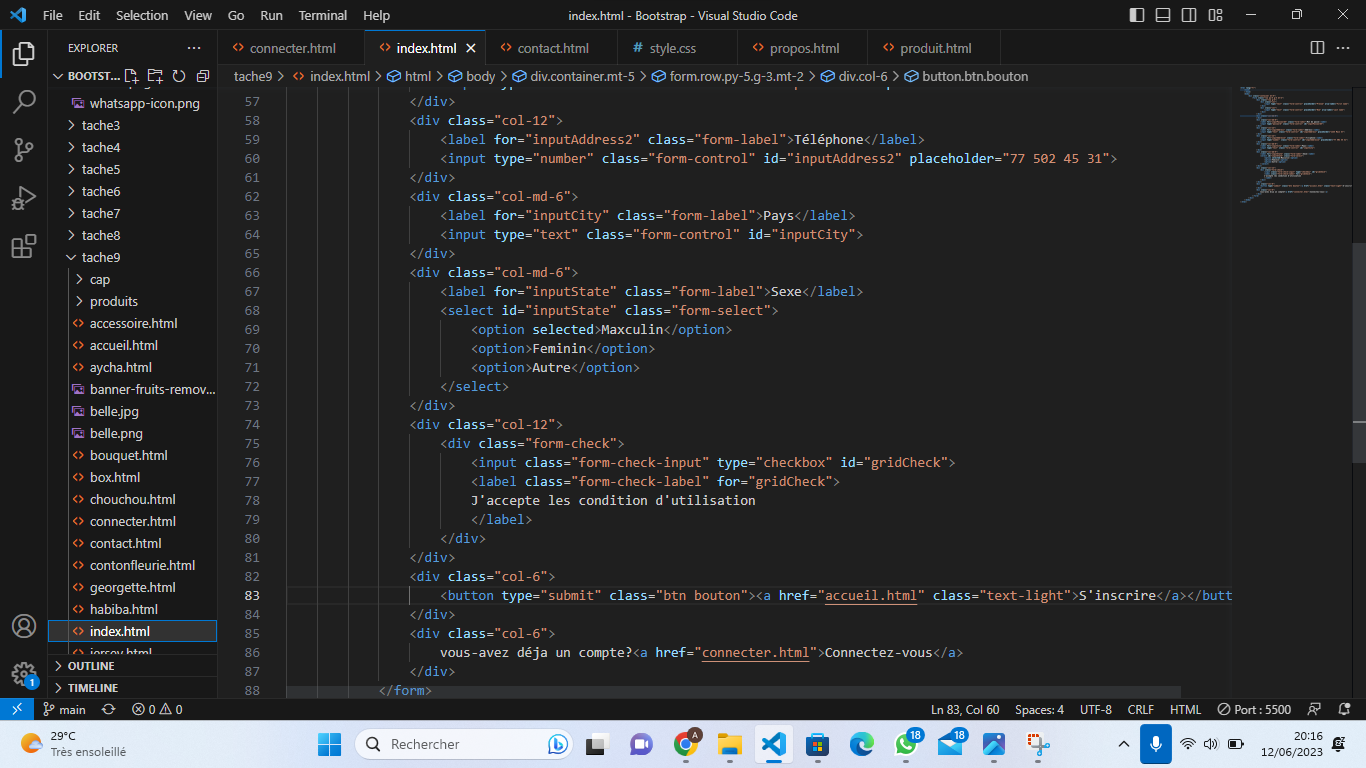 File Edit Selection View Go Run Terminal Help
index.html - Bootstrap - Visual Studio Code
EXPLORER
connecter.html
index.html
contact.html
style.css
propos.html
produit.html
BOOTST...
tache9 > index.html > html > body > div.container.mt-5 > form.row.py-5.g-3.mt-2 > div.col-6 > button.btn.bouton
whatsapp-icon.png
tache3
tache4
tache5
tache6
tache7
tache8
tache9
cap
produits
accessoire.html
accueil.html
aycha.html
banner-fruits-remov...
belle.jpg
belle.png
bouquet.html
box.html
chouchou.html
connecter.html
contact.html
contonfleurie.html
georgette.html
habiba.html
index.html
jersey.html
OUTLINE
TIMELINE
57 </div>
58 <div class="col-12">
59 <label for="inputAddress2" class="form-label">Téléphone</label>
60 <input type="number" class="form-control" id="inputAddress2" placeholder="77 502 45 31">
61 </div>
62 <div class="col-md-6">
63 <label for="inputCity" class="form-label">Pays</label>
64 <input type="text" class="form-control" id="inputCity">
65 </div>
66 <div class="col-md-6">
67 <label for="inputState" class="form-label">Sexe</label>
68 <select id="inputState" class="form-select">
69 <option selected>Maxculin</option>
70 <option>Feminin</option>
71 <option>Autre</option>
72 </select>
73 </div>
74 <div class="col-12">
75 <div class="form-check">
76 <input class="form-check-input" type="checkbox" id="gridCheck">
77 <label class="form-check-label" for="gridCheck">
78 J'accepte les condition d'utilisation
79 </label>
80 </div>
81 </div>
82 <div class="col-6">
83 <button type="submit" class="btn bouton"><a href="accueil.html" class="text-light">S'inscrire</a></butt
84 </div>
85 <div class="col-6">
86 vous-avez déja un compte?<a href="connecter.html">Connectez-vous</a>
87 </div>
88 </form>
1
main
0 0
Ln 83, Col 60
Spaces: 4
UTF-8
CRLF
HTML
Port : 5500
29°C
Très ensoleillé
Rechercher
A
18
18
20:16
12/06/2023